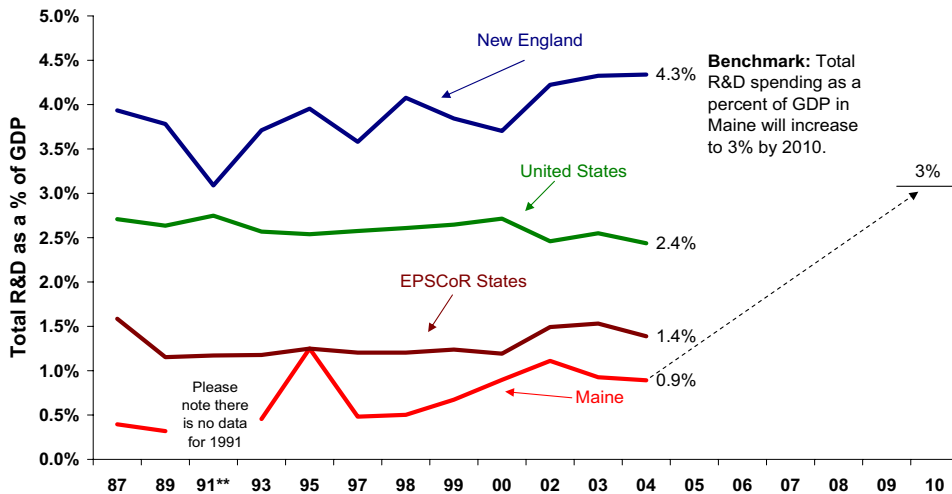 Total R&D as a % of GDP
5.0%
4.5%
4.0%
3.5%
3.0%
2.5%
2.0%
1.5%
1.0%
0.5%
0.0%
New England
4.3%
Benchmark: Total
R&D spending as a
percent of GDP in
Maine will increase
to 3% by 2010.
3%
United States
2.4%
EPSCoR States
1.4%
0.9%
Maine
Please
note there
is no data
for 1991
87 89 91** 93 95 97 98 99 00 02 03 04 05 06 07 08 09 10